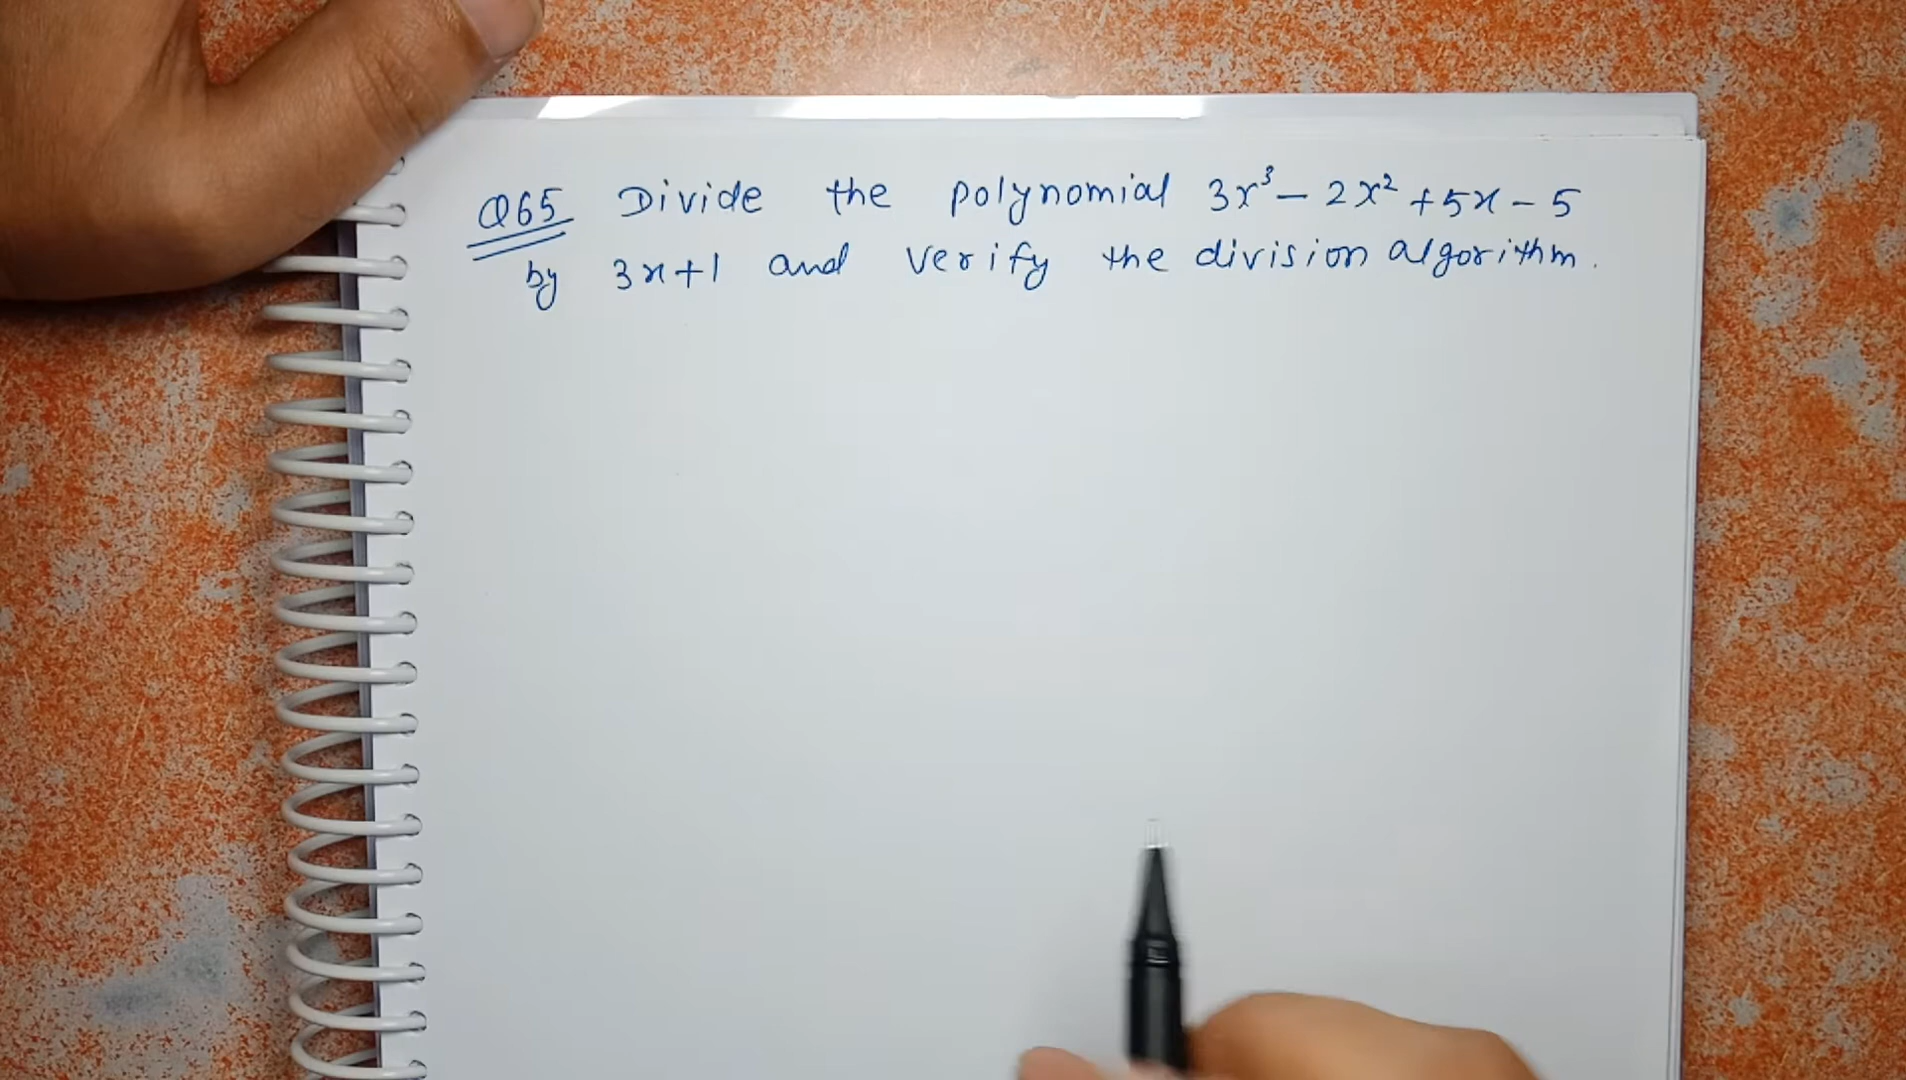 Q65 Divide the polynomial 3x³ - 2x² + 5x - 5
by 3x+1 and verify the division algorithm.